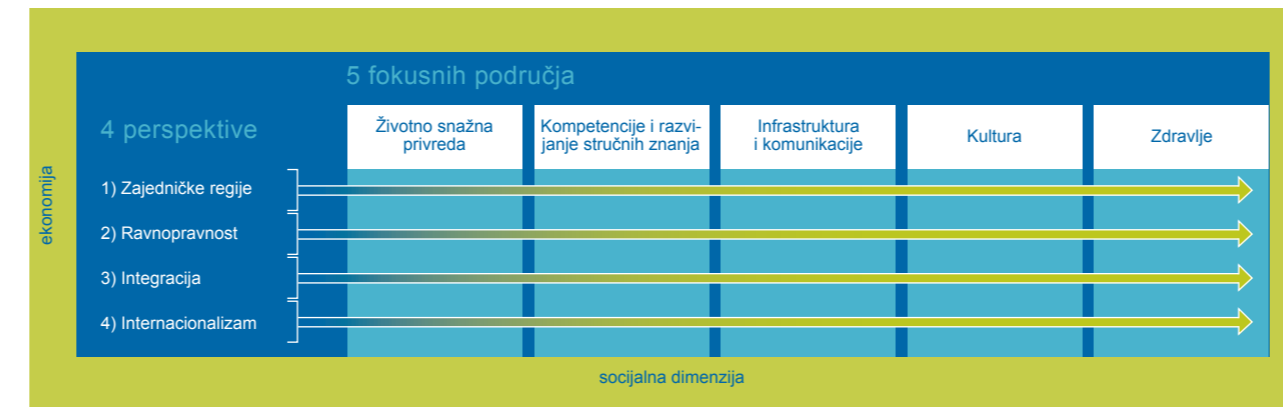 5 fokusnih područja
4 perspektive
Životno snažna
privreda
Kompetencije i razvi-
janje stručnih znanja
Infrastruktura
i komunikacije
Kultura
Zdravlje
ekonomija
1) Zajedničke regije
2) Ravnopravnost
3) Integracija
4) Internacionalizam
socijalna dimenzija